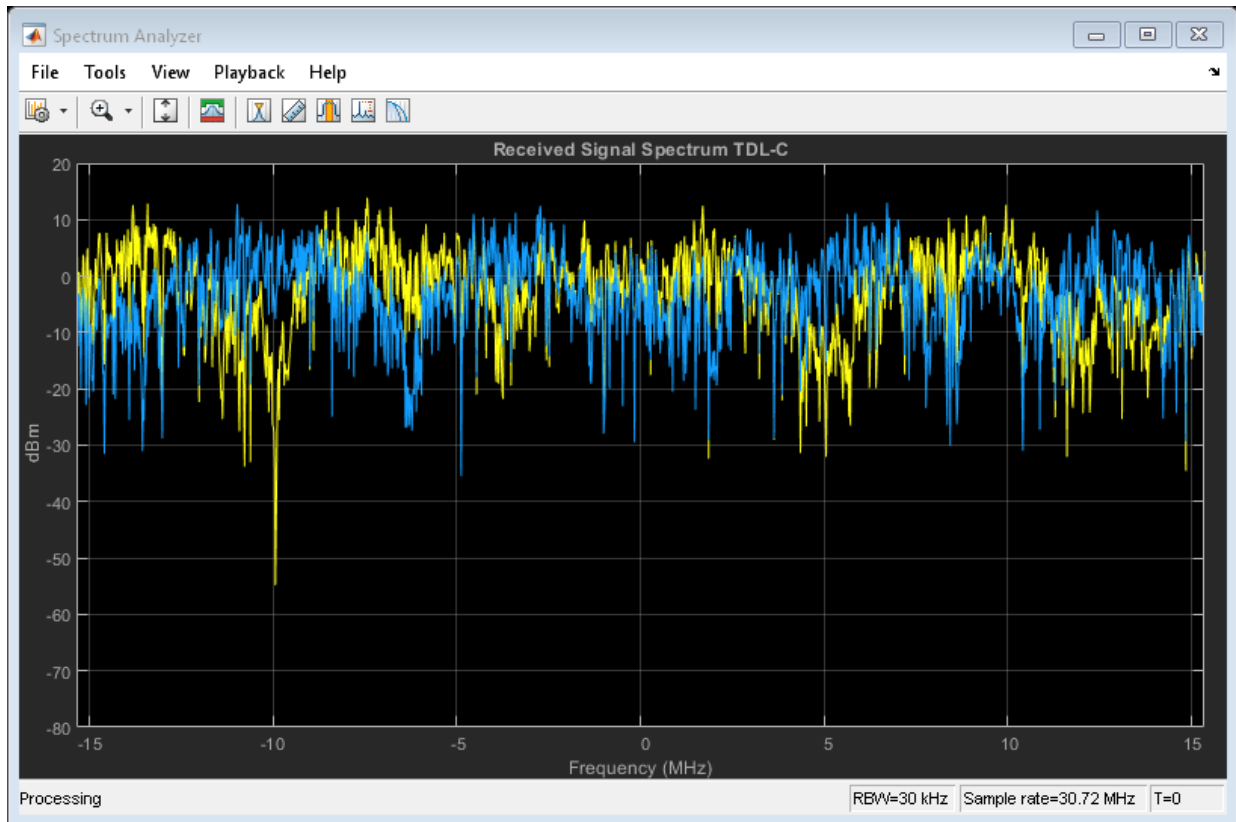 Spectrum Analyzer
File Tools View Playback Help
Received Signal Spectrum TDL-C
20
10
0
-10
-20
-30
-40
-50
-60
-70
-80
dBm
-15 -10 -5 0 5 10 15
Frequency (MHz)
Processing RBW=30 kHz Sample rate=30.72 MHz T=0